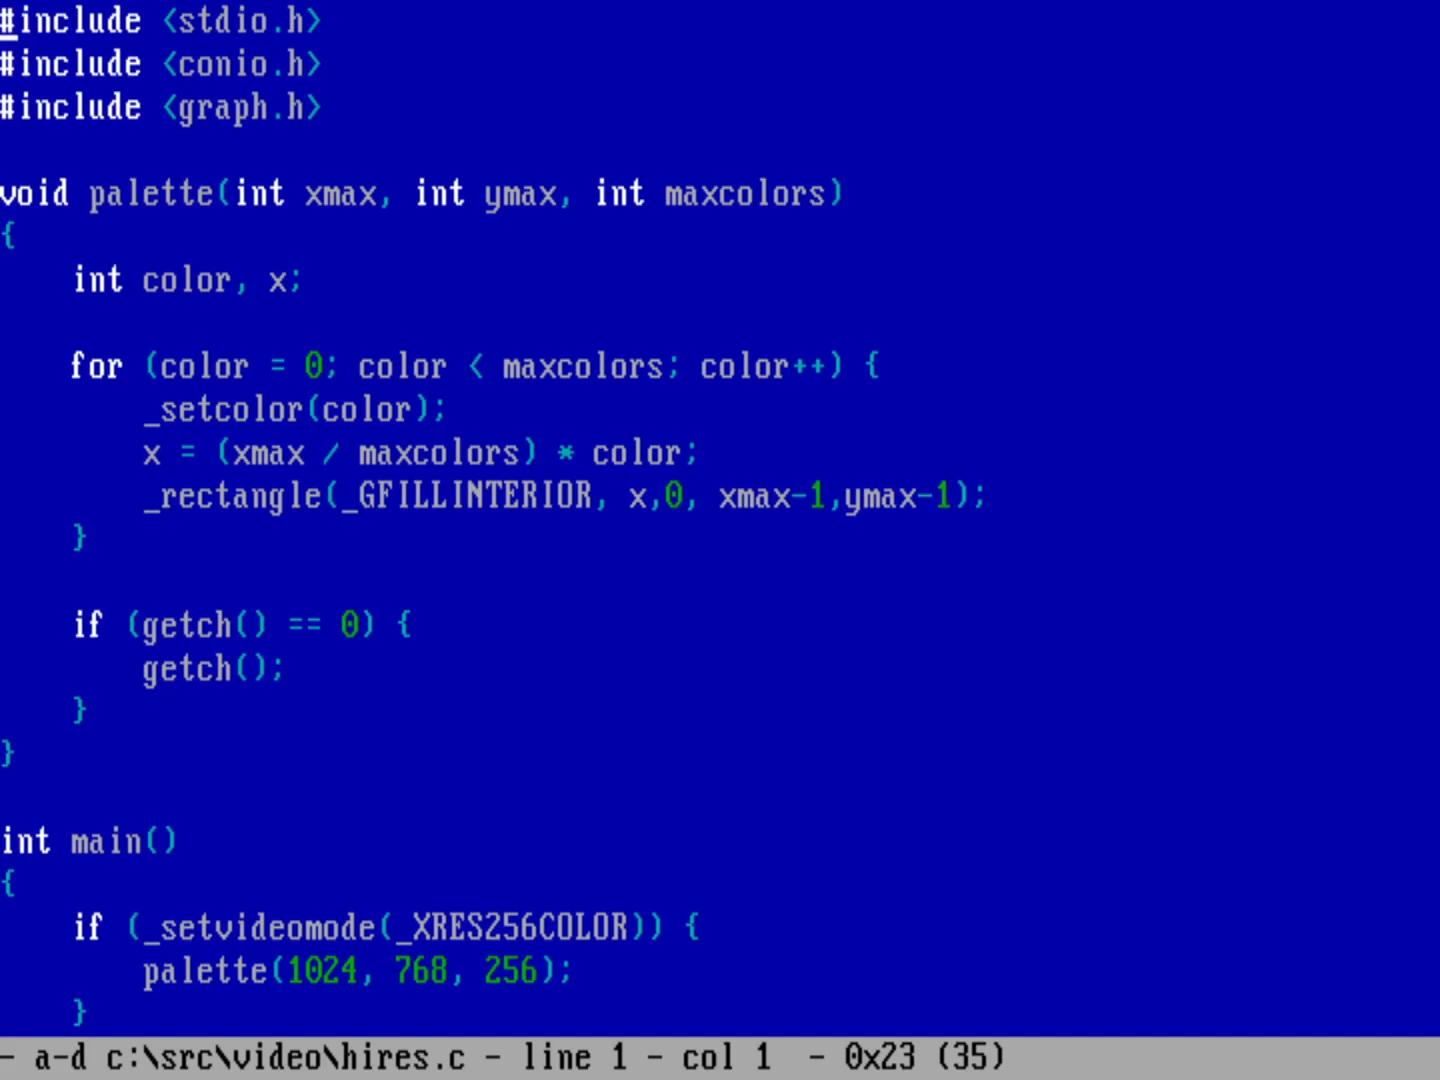 #include <stdio.h>
#include <conio.h>
#include <graph.h>
void palette(int xmax, int ymax, int maxcolors)
{
    int color, x;
    for (color = 0; color < maxcolors; color++) {
        _setcolor(color);
        x = (xmax / maxcolors) * color;
        _rectangle(_GFILLINTERIOR, x,0, xmax-1,ymax-1);
    }
    if (getch() == 0) {
        getch();
    }
}
int main()
{
    if (_setvideomode(_XRES256COLOR)) {
        palette(1024, 768, 256);
    }
- a-d c:\src\video\hires.c - line 1 - col 1  - 0x23 (35)